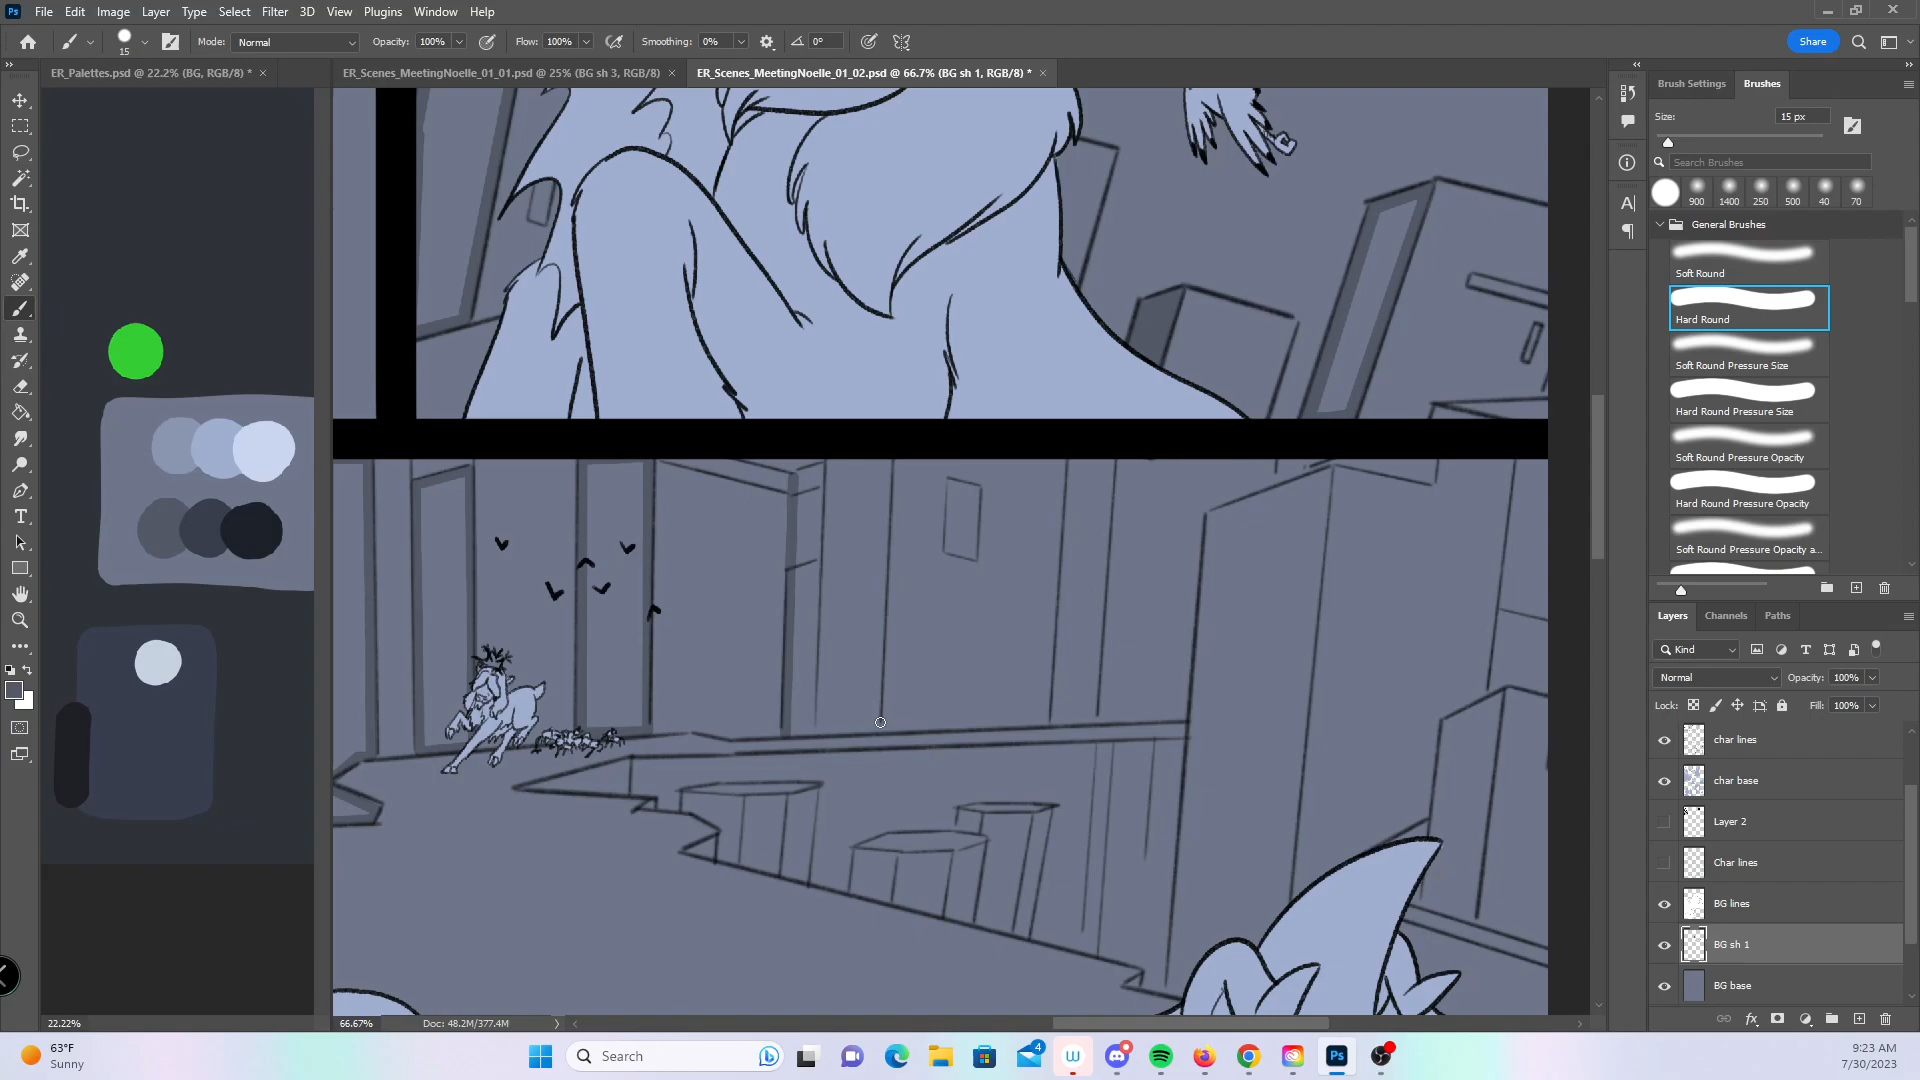 Ps File Edit Image Layer Type Select Filter 3D View Plugins Window Help
15 Mode: Normal Opacity: 100% Flow: 100% Smoothing: 0% 0° Share
ER_Palettes.psd @ 22.2% (BG, RGB/8) * ER_Scenes_MeetingNoelle_01_01.psd @ 25% (BG sh 3, RGB/8) ER_Scenes_MeetingNoelle_01_02.psd @ 66.7% (BG sh 1, RGB/8) *
Brush Settings Brushes
Size: 15 px
Search Brushes
900 1400 250 500 40 70
General Brushes
Soft Round
Hard Round
Soft Round Pressure Size
Hard Round Pressure Size
Soft Round Pressure Opacity
Hard Round Pressure Opacity
Soft Round Pressure Opacity a...
Layers Channels Paths
Kind
Normal Opacity: 100%
Lock: Fill: 100%
char lines
char base
Layer 2
Char lines
BG lines
BG sh 1
BG base
22.22% 66.67% Doc: 48.2M/377.4M
63°F
Sunny
Search
4
Ps
9:23 AM
7/30/2023